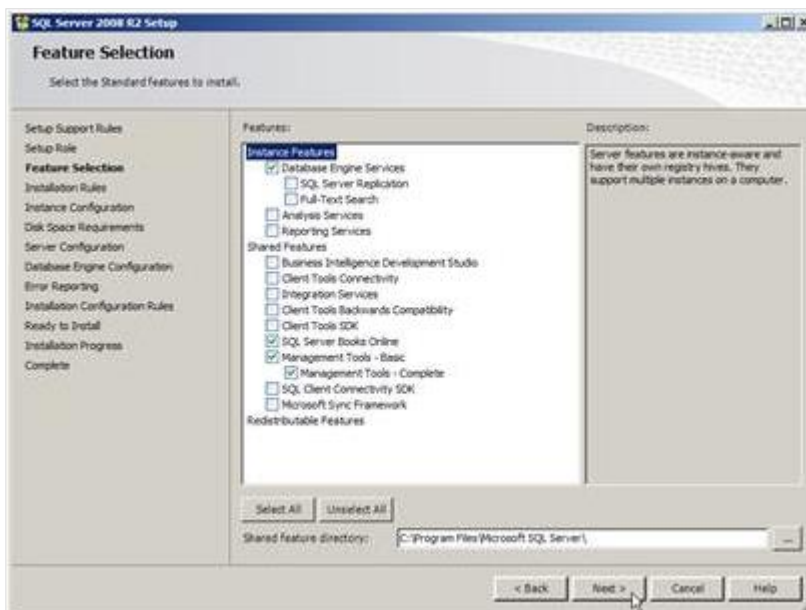 SQL Server 2008 R2 Setup
Feature Selection
Select the Standard features to install.
Setup Support Rules
Setup Role
Feature Selection
Installation Rules
Instance Configuration
Disk Space Requirements
Server Configuration
Database Engine Configuration
Error Reporting
Installation Configuration Rules
Ready to Install
Installation Progress
Complete
Features:
Instance Features
Database Engine Services
SQL Server Replication
Full-Text Search
Analysis Services
Reporting Services
Shared Features
Business Intelligence Development Studio
Client Tools Connectivity
Integration Services
Client Tools Backwards Compatibility
Client Tools SDK
SQL Server Books Online
Management Tools - Basic
Management Tools - Complete
SQL Client Connectivity SDK
Microsoft Sync Framework
Redistributable Features
Description:
Server features are instance-aware and
have their own registry hives. They
support multiple instances on a computer.
Select All
Unselect All
Shared feature directory:
C:\Program Files\Microsoft SQL Server\
...
< Back
Next >
Cancel
Help